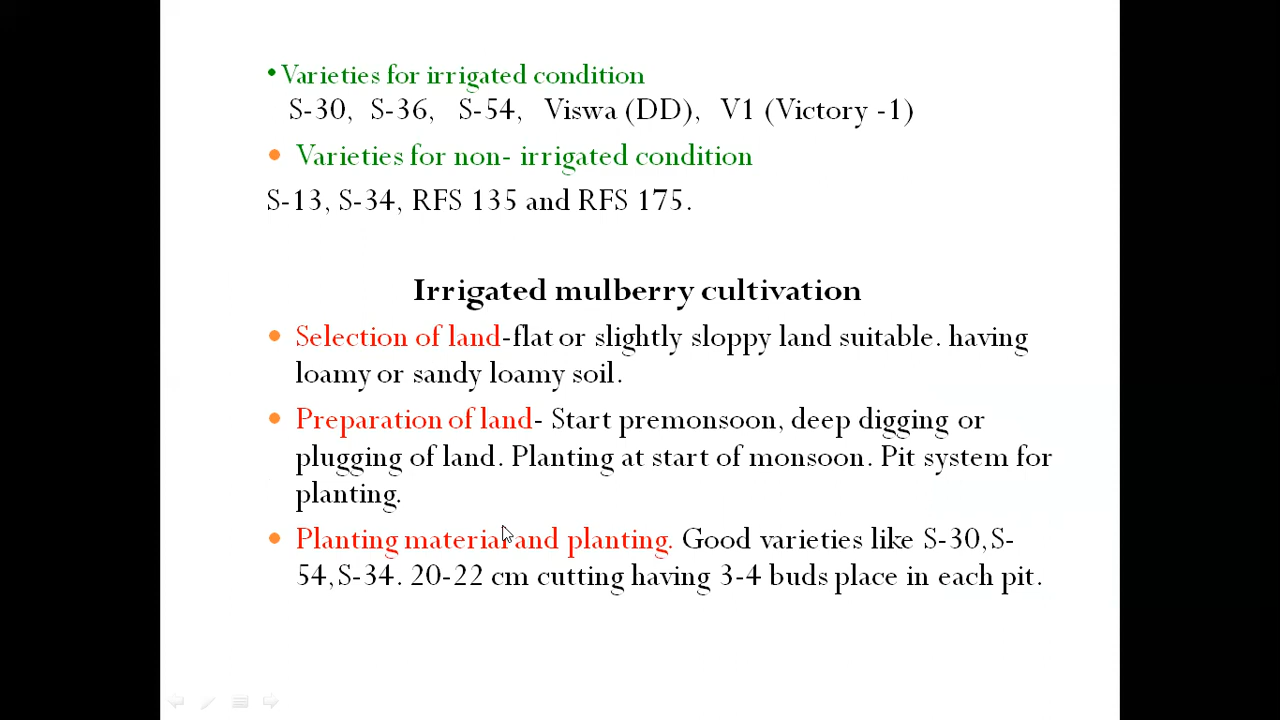 • Varieties for irrigated condition
S-30, S-36, S-54, Viswa (DD), V1 (Victory -1)
• Varieties for non- irrigated condition
S-13, S-34, RFS 135 and RFS 175.
Irrigated mulberry cultivation
• Selection of land-flat or slightly sloppy land suitable. having
loamy or sandy loamy soil.
• Preparation of land- Start premonsoon, deep digging or
plugging of land. Planting at start of monsoon. Pit system for
planting.
• Planting material and planting. Good varieties like S-30,S-
54,S-34. 20-22 cm cutting having 3-4 buds place in each pit.